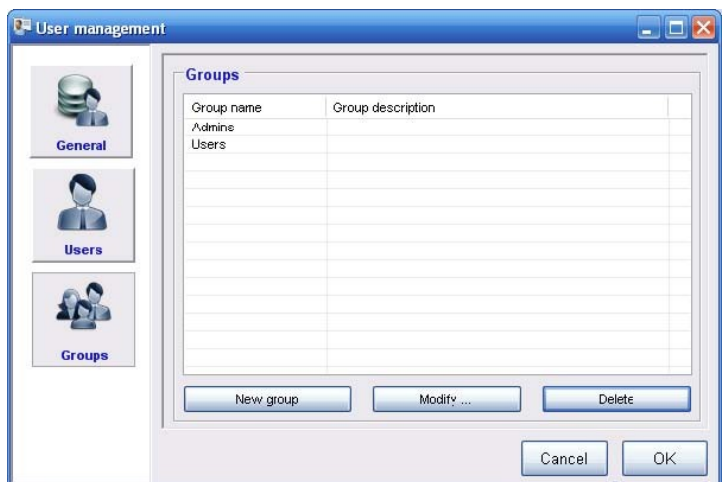 User management
General
Users
Groups
Groups
Group name Group description
Admins
Users
New group Modify ... Delete
Cancel OK